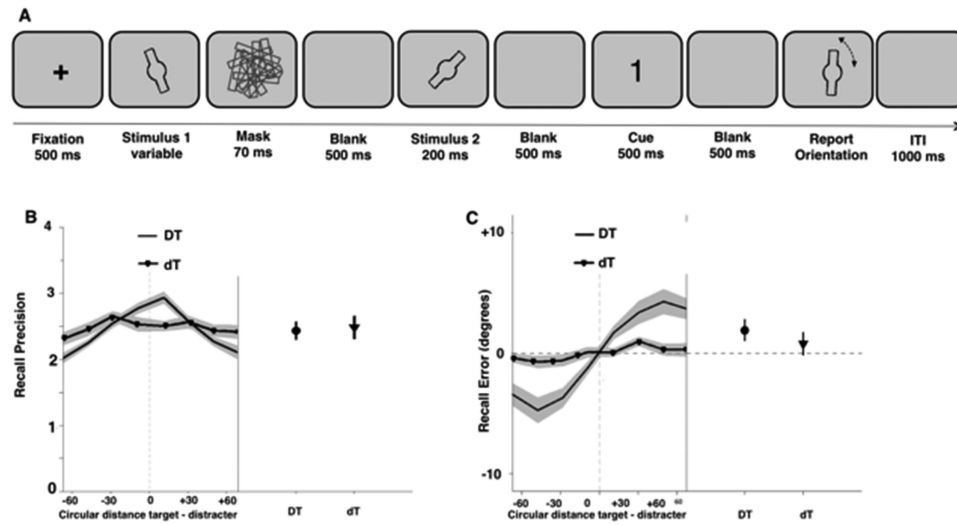 A
+
1
Fixation
500 ms
Stimulus 1
variable
Mask
70 ms
Blank
500 ms
Stimulus 2
200 ms
Blank
500 ms
Cue
500 ms
Blank
500 ms
Report
Orientation
ITI
1000 ms
B
4
3
2
1
0
Recall Precision
DT
dT
-60
-30
0
+30
+60
Circular distance target - distracter
DT
dT
C
+10
0
-10
Recall Error (degrees)
DT
dT
-60
-30
0
+30
+60
60
Circular distance target - distracter
DT
dT